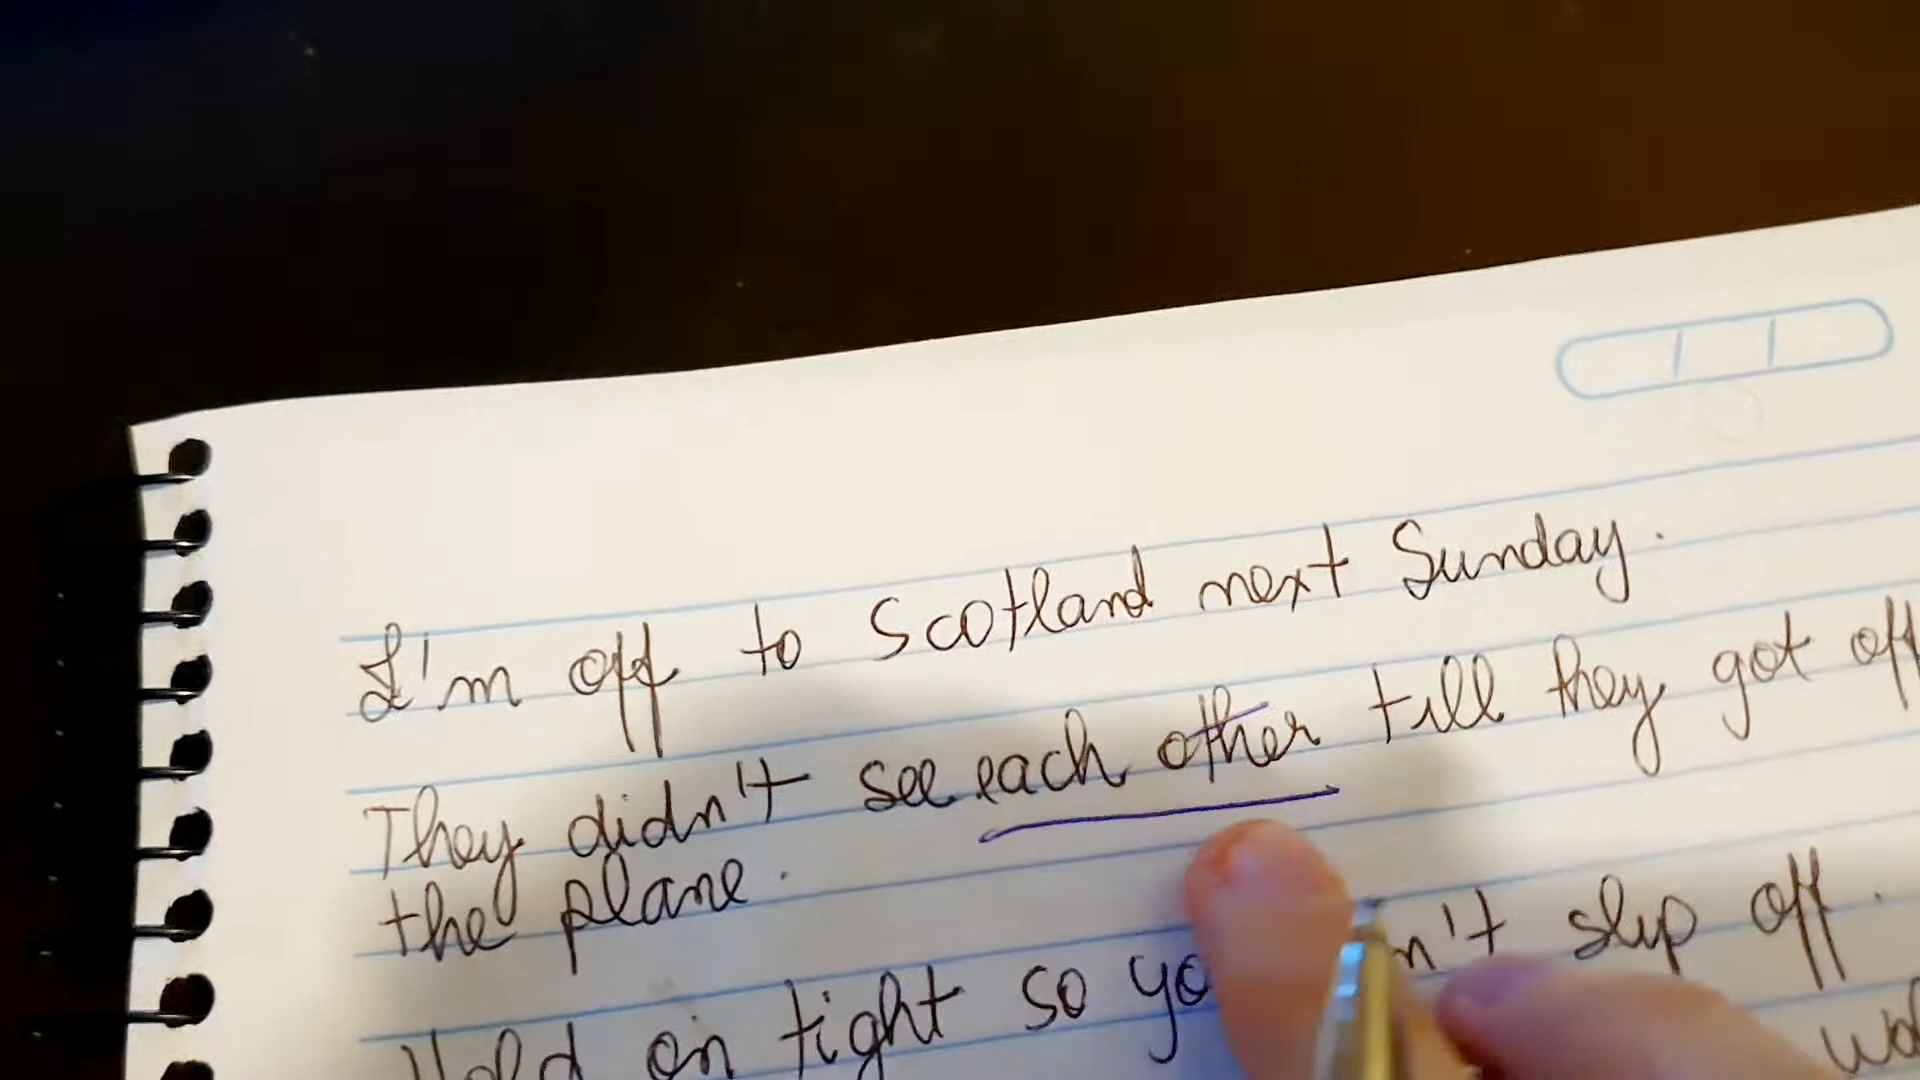 I'm off to Scotland next Sunday.
They didn't see each other till they got off
the plane.
Hold on tight so slip off.